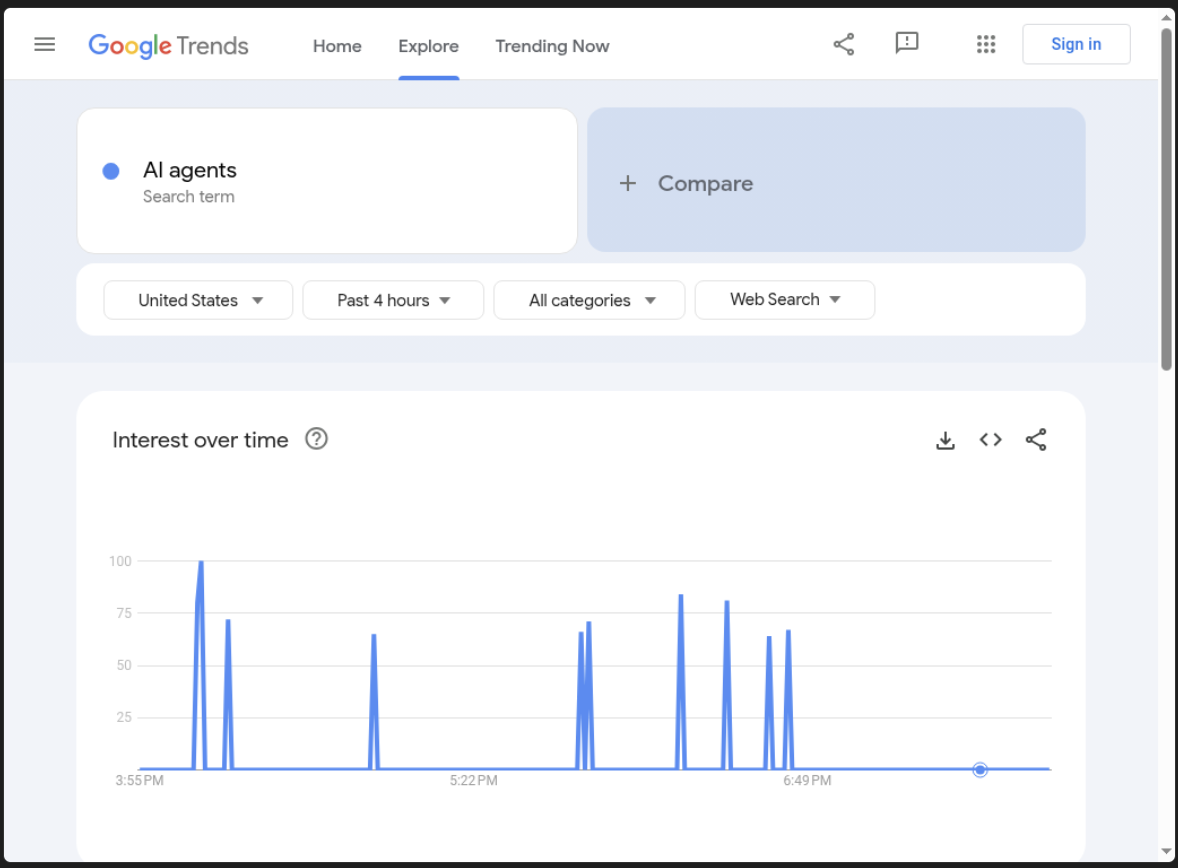 Google Trends
Home
Explore
Trending Now
Sign in
AI agents
Search term
+ Compare
United States
Past 4 hours
All categories
Web Search
Interest over time
100
75
50
25
3:55 PM
5:22 PM
6:49 PM